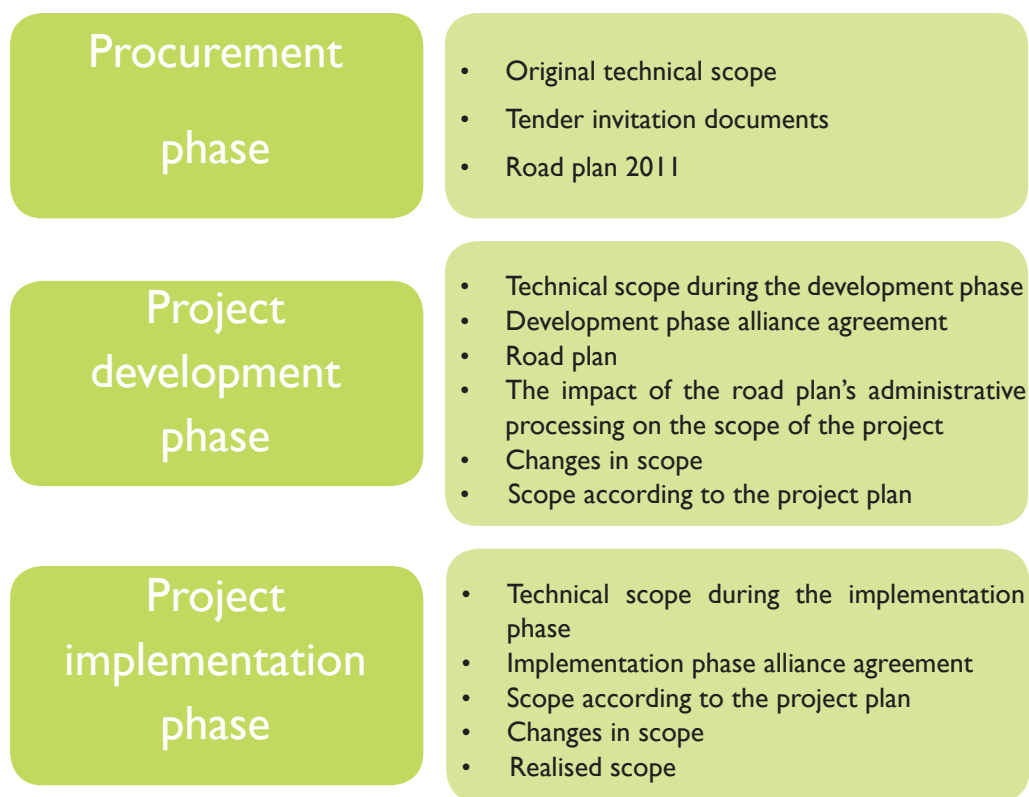 Procurement
phase
• Original technical scope
• Tender invitation documents
• Road plan 2011
Project
development
phase
• Technical scope during the development phase
• Development phase alliance agreement
• Road plan
• The impact of the road plan's administrative
processing on the scope of the project
• Changes in scope
• Scope according to the project plan
Project
implementation
phase
• Technical scope during the implementation
phase
• Implementation phase alliance agreement
• Scope according to the project plan
• Changes in scope
• Realised scope